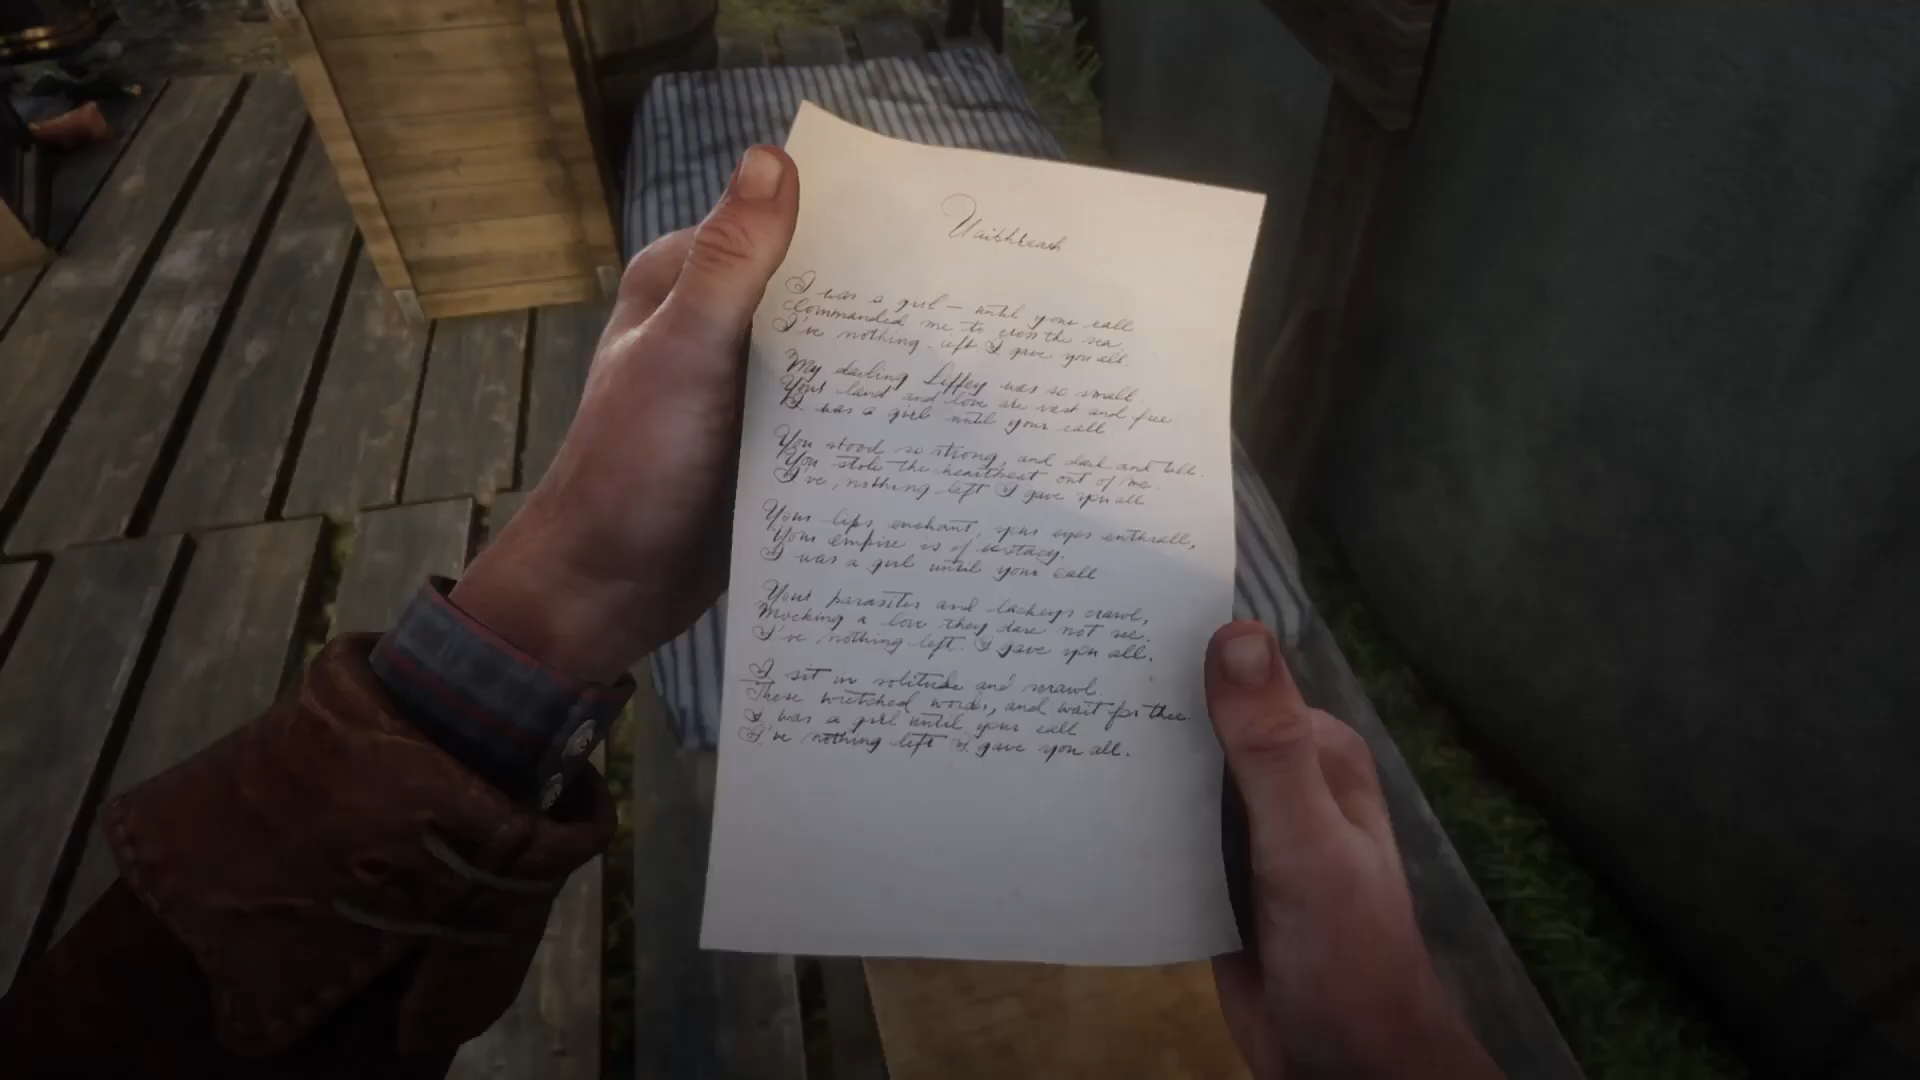 Uaibhreach
I was a girl — until your call
Commanded me to cross the sea
I've nothing left I gave you all.
My darling Liffey was so small.
Your land and love are vast and free
I was a girl until your call
You stood so strong, and dark and tall.
You stole the heartbeat out of me.
I've nothing left I gave you all
Your lips enchant, your eyes enthrall,
Your empire is of ecstacy.
I was a girl until your call
Your parasites and lackeys crawl,
Mocking a love they dare not see.
I've nothing left. I gave you all.
I sit in solitude and scrawl
These wretched words, and wait for thee.
I was a girl until your call
I've nothing left I gave you all.